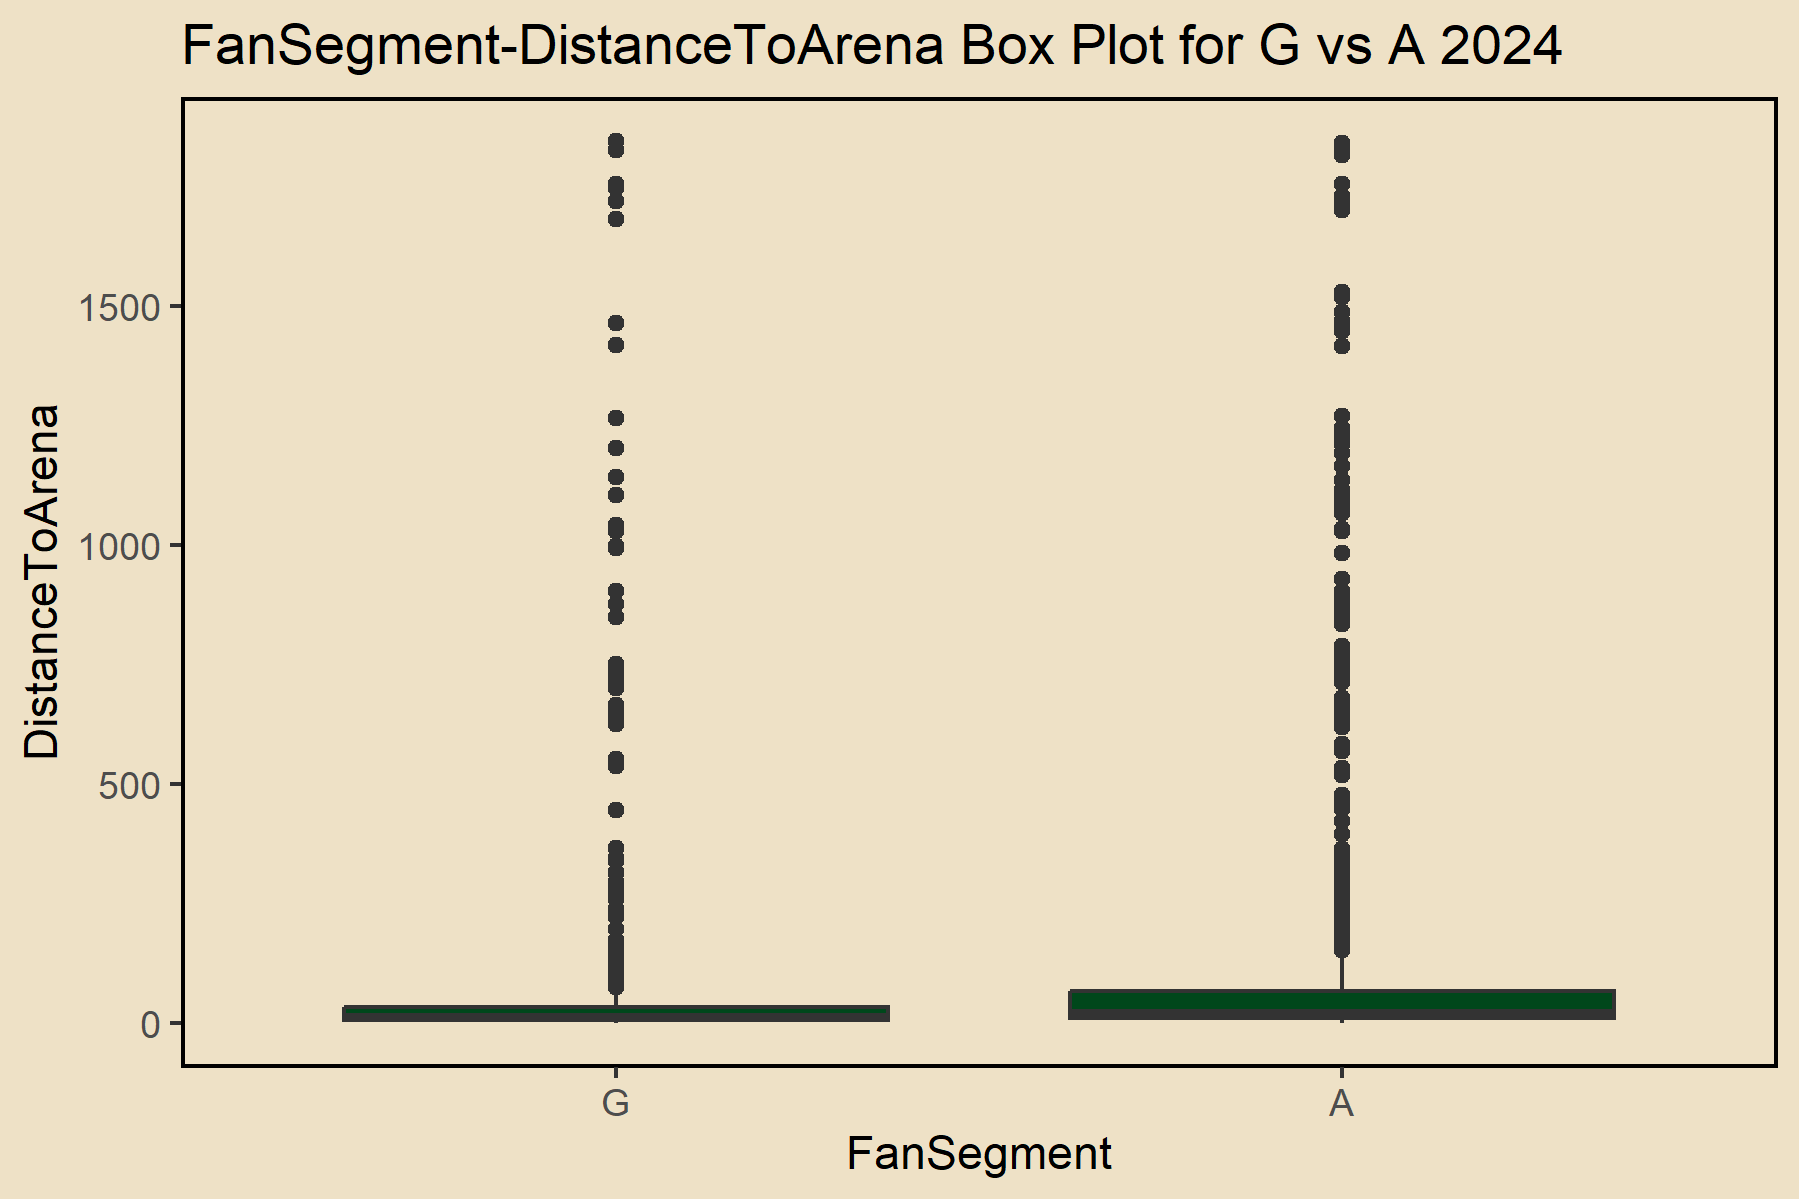 FanSegment-DistanceToArena Box Plot for G vs A 2024
DistanceToArena
1500
1000
500
0
G
A
FanSegment